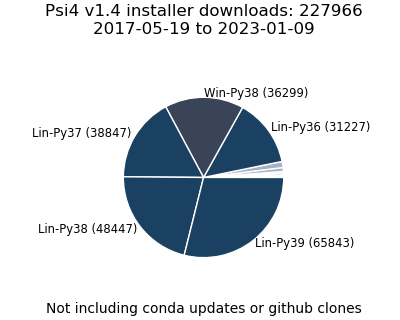 Psi4 v1.4 installer downloads: 227966
2017-05-19 to 2023-01-09
Win-Py38 (36299)
Lin-Py36 (31227)
Lin-Py37 (38847)
Lin-Py38 (48447)
Lin-Py39 (65843)
Not including conda updates or github clones